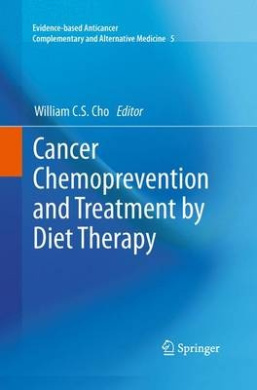 Evidence-based Anticancer
Complementary and Alternative Medicine 5
William C.S. Cho Editor
Cancer
Chemoprevention
and Treatment by
Diet Therapy
Springer